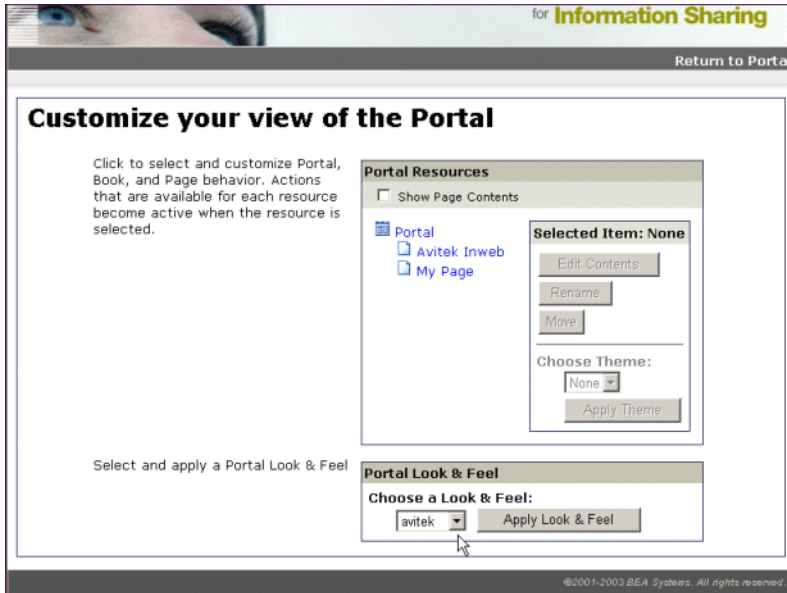 for Information Sharing
Return to Porta
Customize your view of the Portal
Click to select and customize Portal,
Book, and Page behavior. Actions
that are available for each resource
become active when the resource is
selected.
Portal Resources
Show Page Contents
Portal
Avitek Inweb
My Page
Selected Item: None
Edit Contents
Rename
Move
Choose Theme:
None
Apply Theme
Select and apply a Portal Look & Feel
Portal Look & Feel
Choose a Look & Feel:
avitek
Apply Look & Feel
©2001-2003 BEA Systems. All rights reserved.